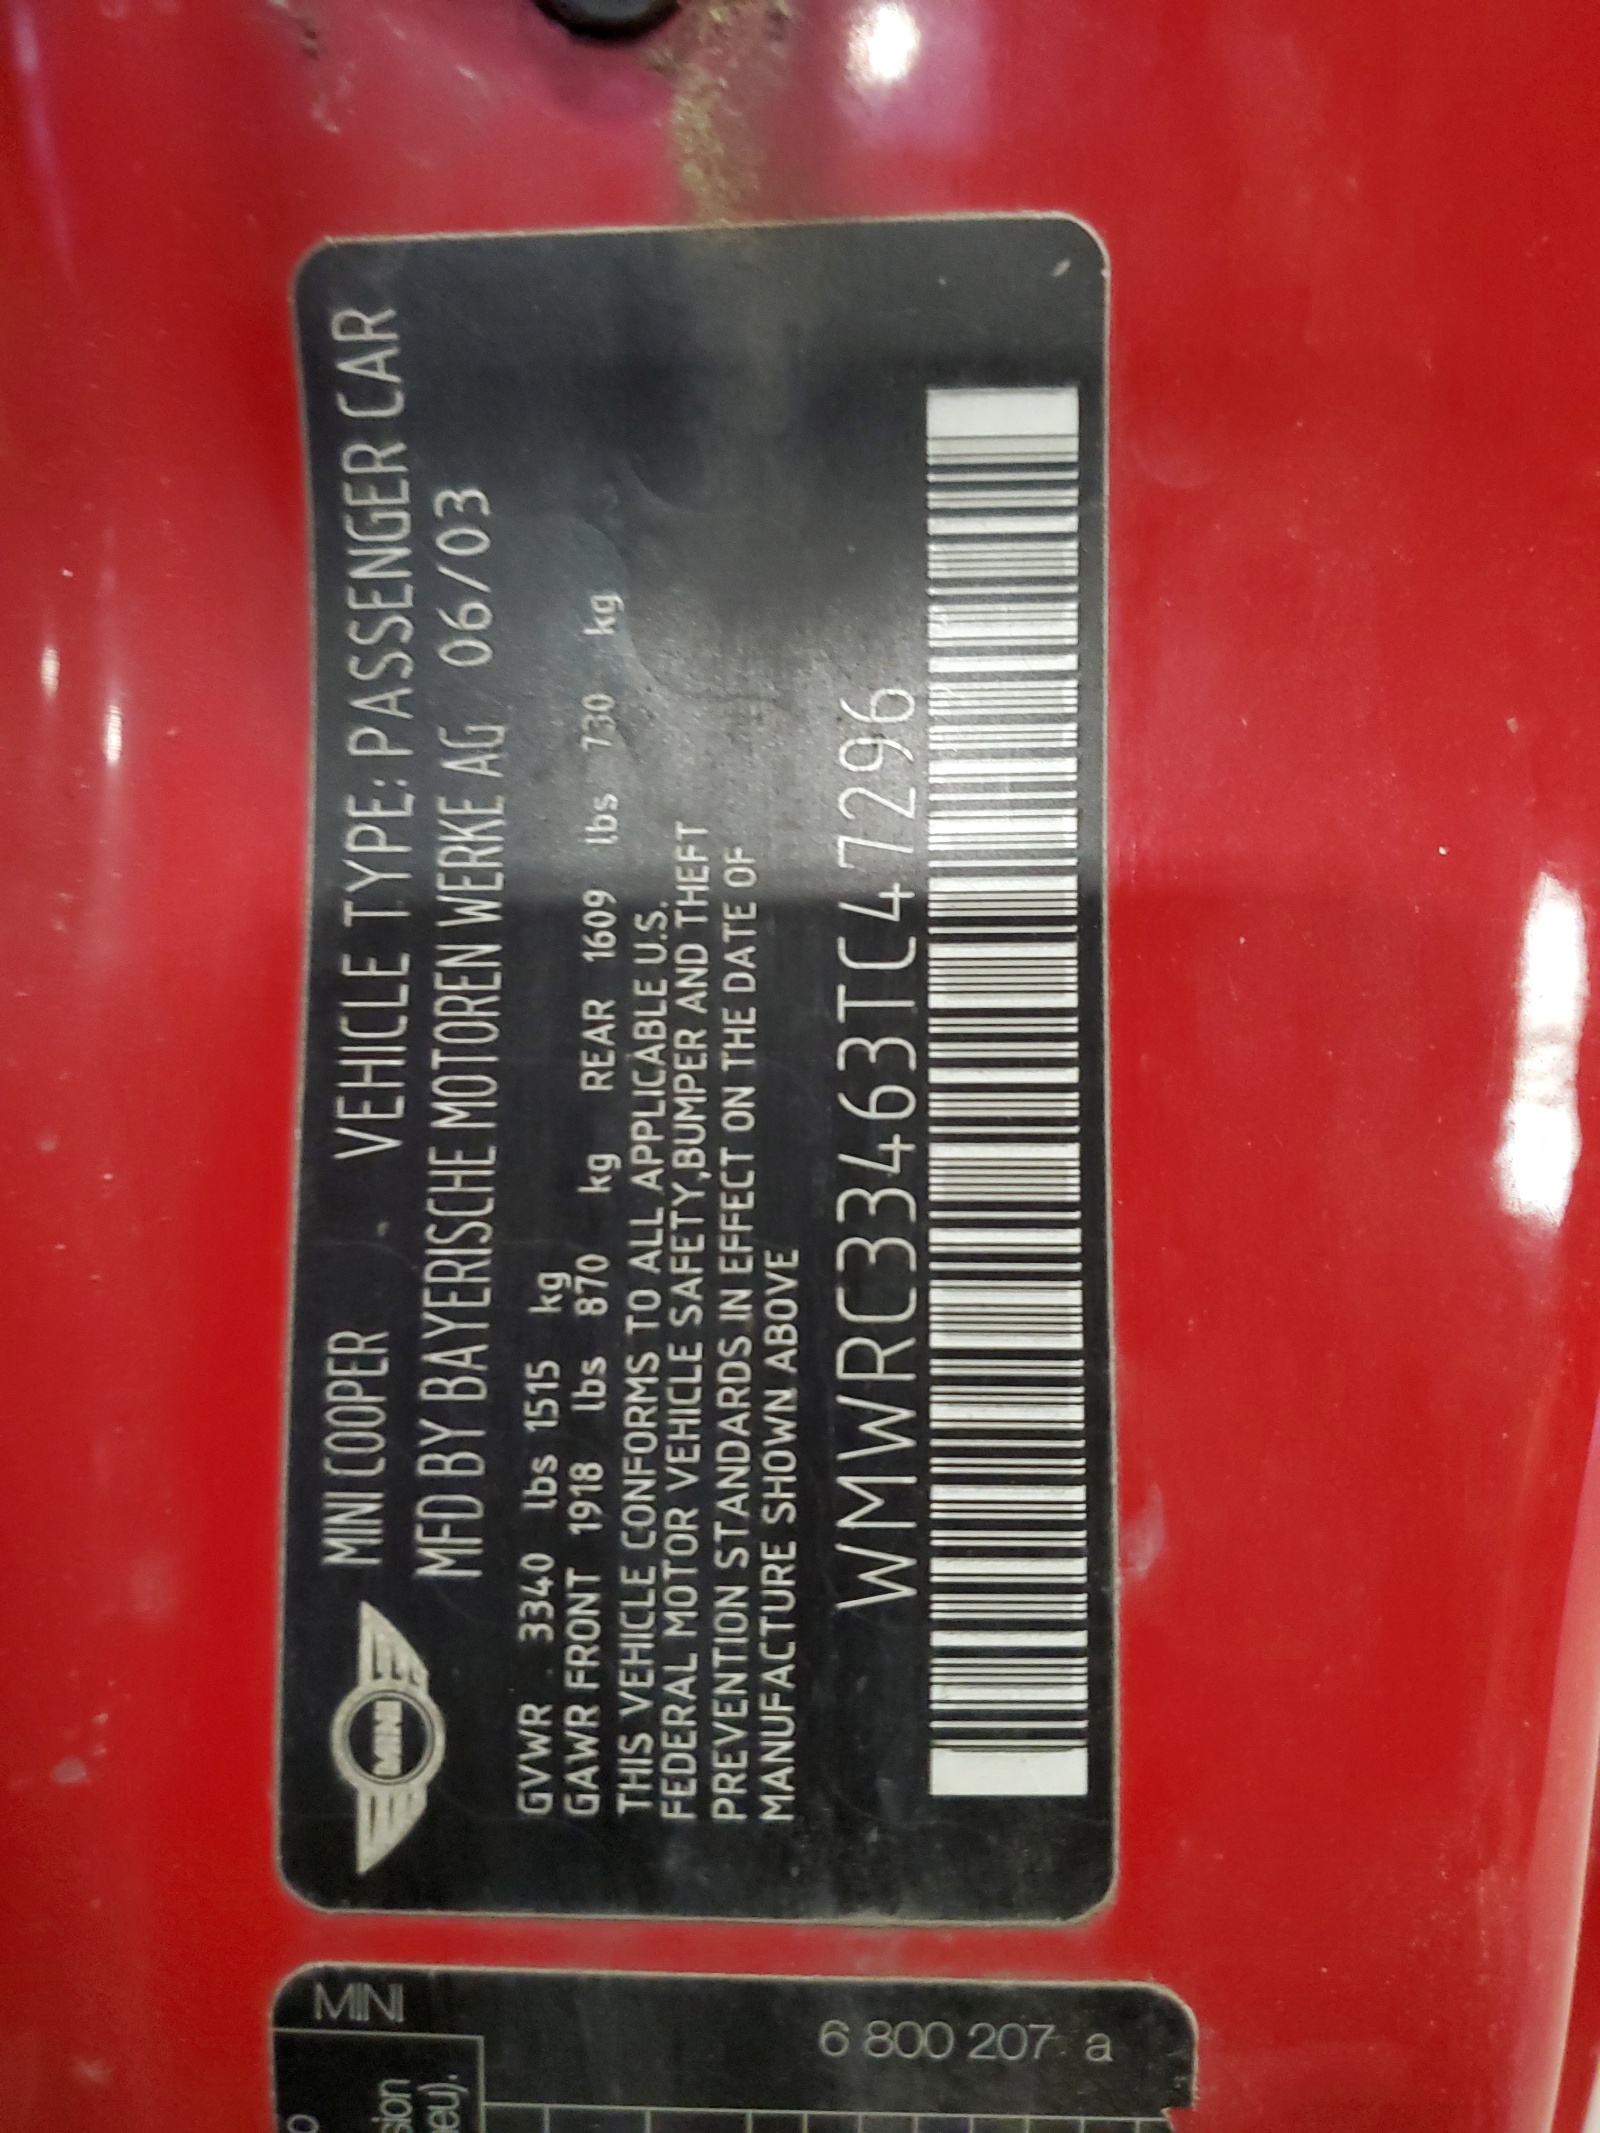 MINI
MINI COOPER VEHICLE TYPE: PASSENGER CAR
MFD BY BAYERISCHE MOTOREN WERKE AG 06/03
GVWR 3340 lbs 1515 kg
GAWR FRONT 1918 lbs 870 kg REAR 1609 lbs 730 kg
THIS VEHICLE CONFORMS TO ALL APPLICABLE U.S.
FEDERAL MOTOR VEHICLE SAFETY,BUMPER AND THEFT
PREVENTION STANDARDS IN EFFECT ON THE DATE OF
MANUFACTURE SHOWN ABOVE
WMWRC33463TC47296
MINI
6 800 207 a